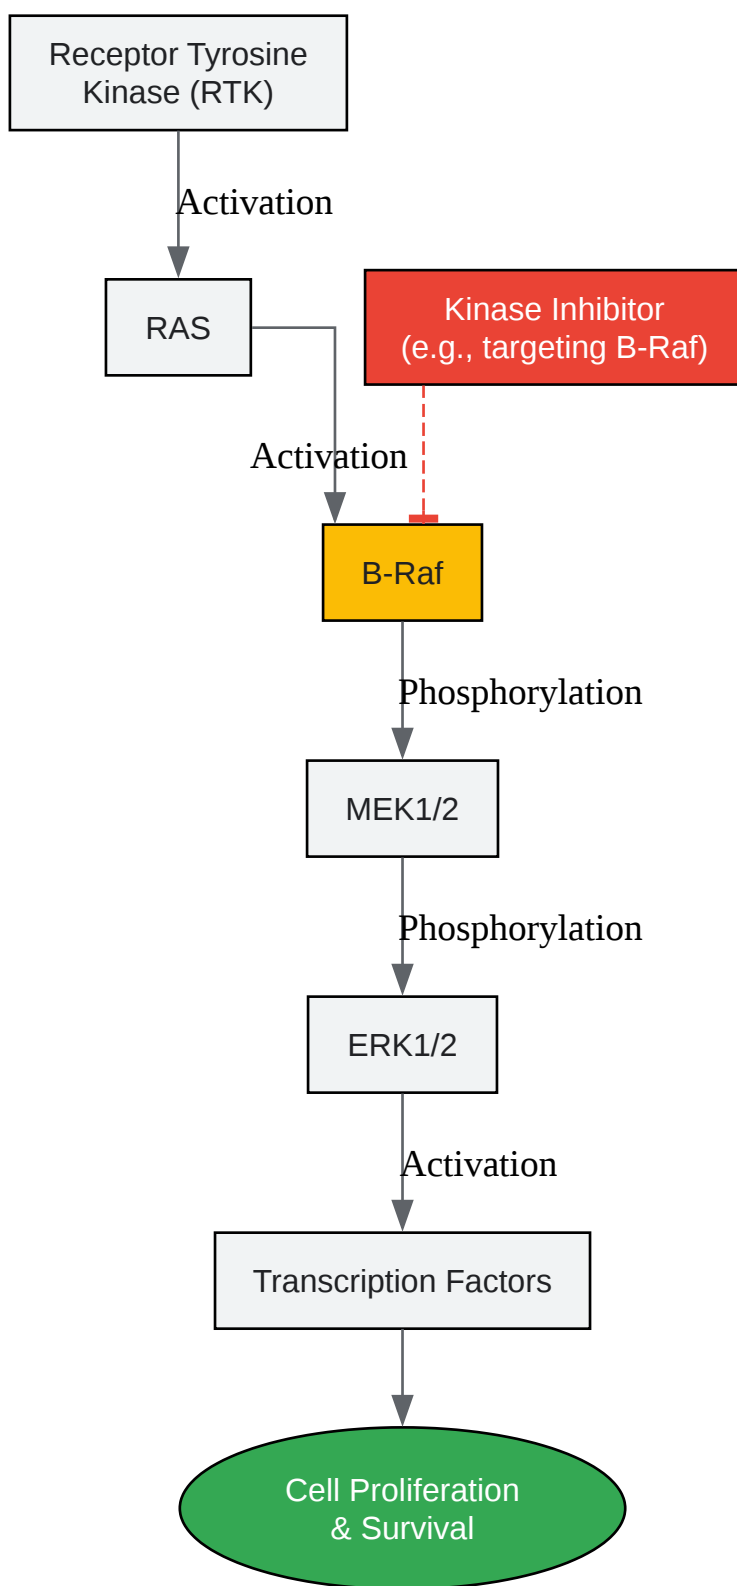 Receptor Tyrosine
Kinase (RTK)
Activation
RAS
Kinase Inhibitor
(e.g., targeting B-Raf)
Activation
B-Raf
Phosphorylation
MEK1/2
Phosphorylation
ERK1/2
Activation
Transcription Factors
Cell Proliferation
& Survival